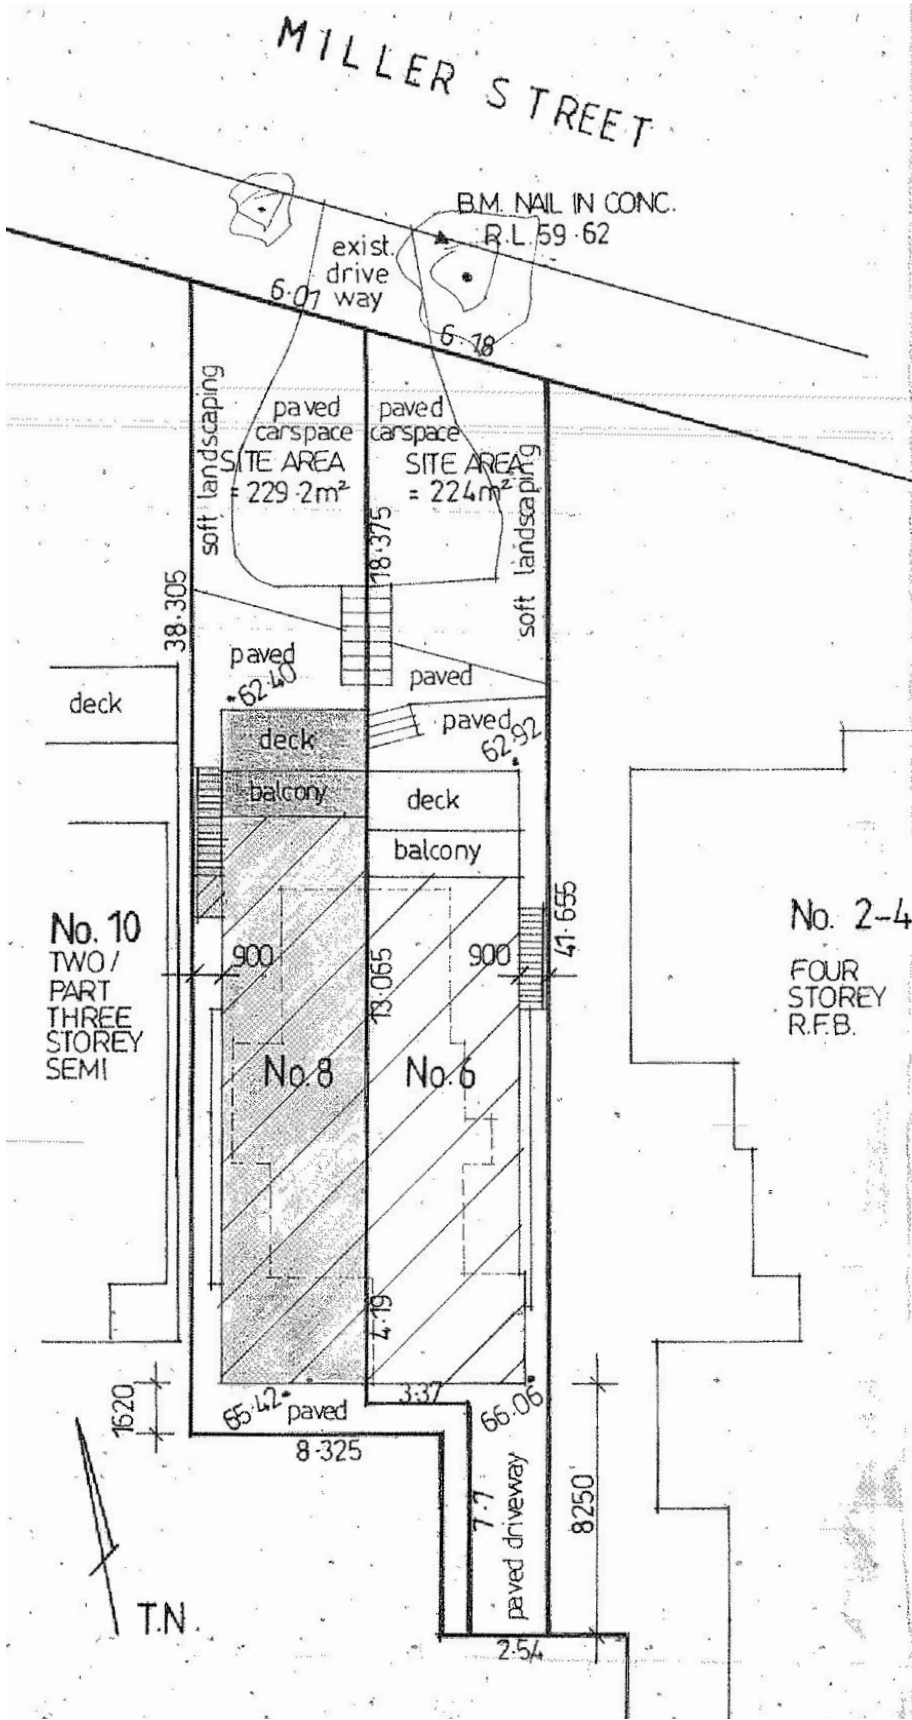 MILLER STREET
B.M. NAIL IN CONC.
R.L. 59·62
exist.
drive
way
6·07
6·18
soft landscaping
paved
carspace
SITE AREA
= 229·2m²
paved
carspace
SITE AREA
= 224m²
soft landscaping
18·375
38·305
paved
62·40
paved
paved
62·92
deck
deck
balcony
deck
balcony
No. 10
TWO /
PART
THREE
STOREY
SEMI
900
13·065
900
41·655
No. 2-4
FOUR
STOREY
R.F.B.
No. 8
No. 6
4·19
1620
65·42
paved
3·37
66·06
8·325
7·7
paved driveway
8250
2·54
T.N.